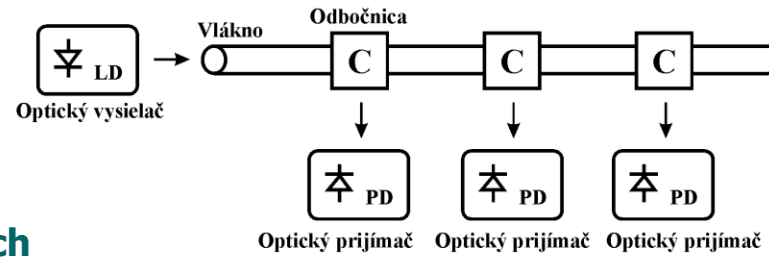 Odbočnica
Vlákno
LD
C
C
C
Optický vysielač
PD
PD
PD
ch
Optický prijímač
Optický prijímač
Optický prijímač